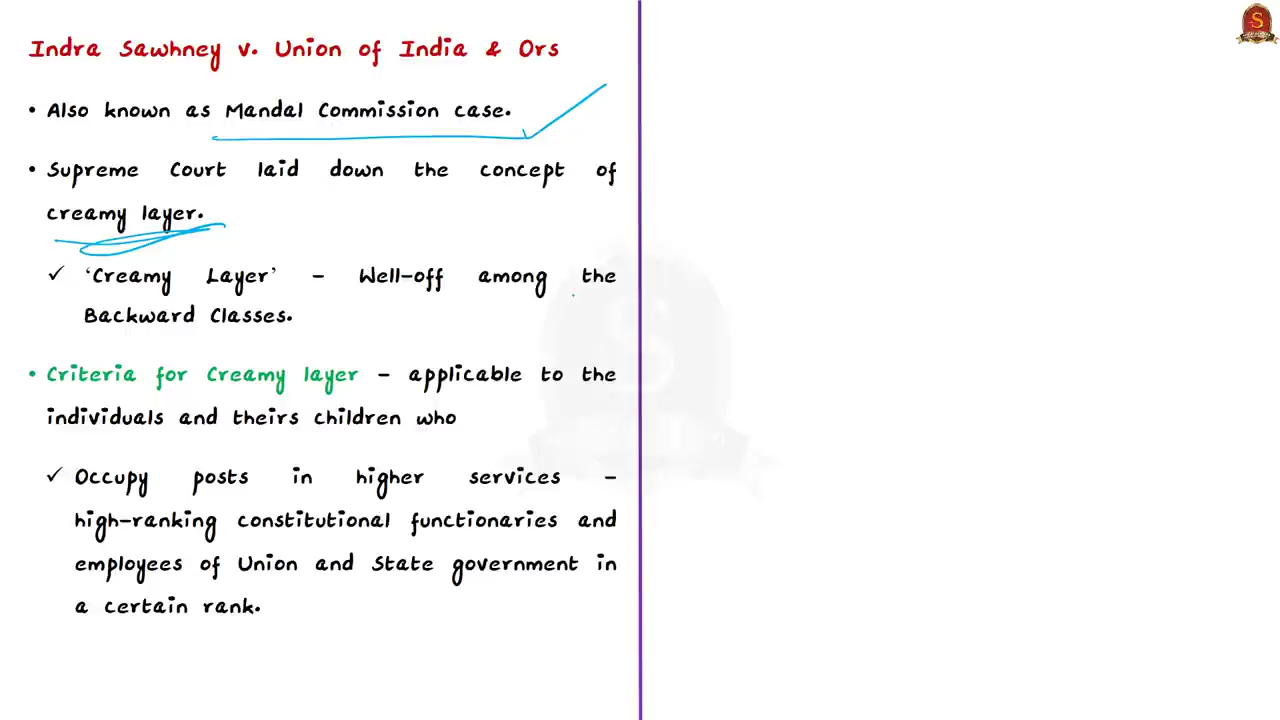 Indra Sawhney v. Union of India & Ors
• Also known as Mandal Commission case.
• Supreme Court laid down the concept of
creamy layer.
✓ ‘Creamy Layer’ – Well-off among the
Backward Classes.
• Criteria for Creamy layer – applicable to the
individuals and theirs children who
✓ Occupy posts in higher services –
high-ranking constitutional functionaries and
employees of Union and State government in
a certain rank.